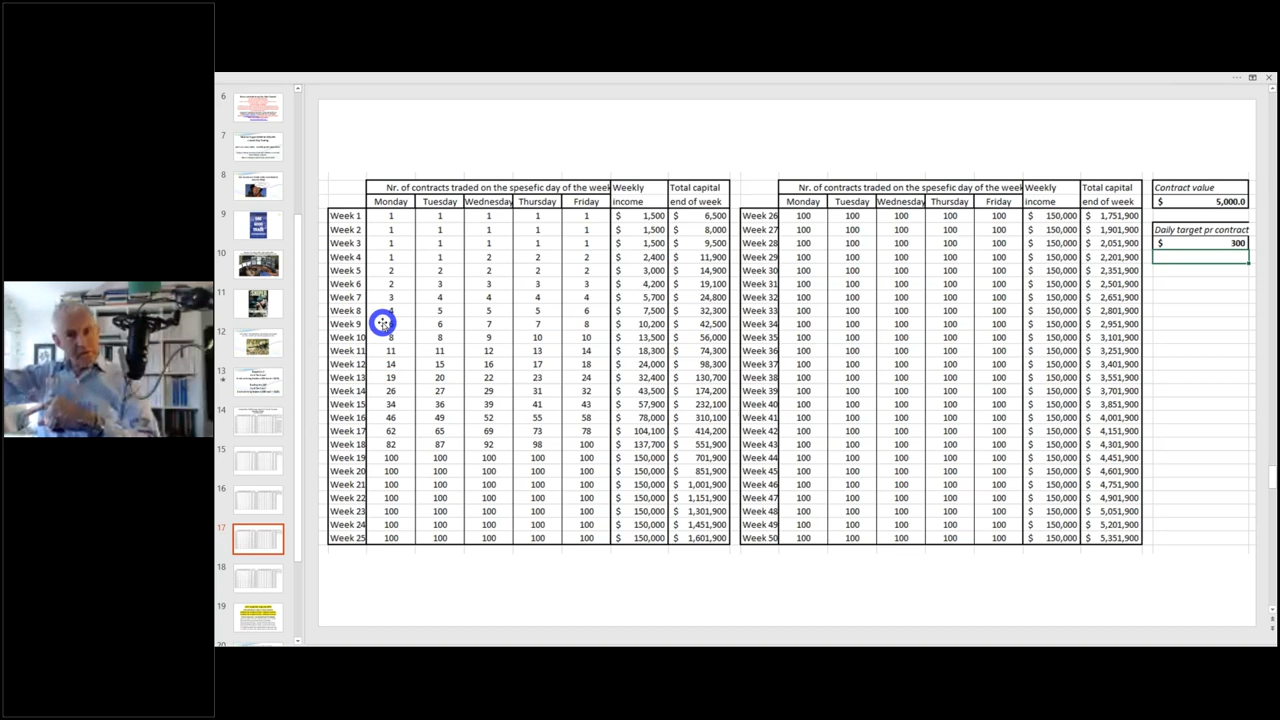 Nr. of contracts traded on the spesefic day of the week Weekly Total capital
Monday Tuesday Wednesday Thursday Friday income end of week
Week 1 1 1 1 1 1 $ 1,500 $ 6,500
Week 2 1 1 1 1 1 $ 1,500 $ 8,000
Week 3 1 1 1 1 1 $ 1,500 $ 9,500
Week 4 1 1 2 2 2 $ 2,400 $ 11,900
Week 5 2 2 2 2 2 $ 3,000 $ 14,900
Week 6 2 3 3 3 3 $ 4,200 $ 19,100
Week 7 3 4 4 4 4 $ 5,700 $ 24,800
Week 8 4 5 5 5 6 $ 7,500 $ 32,300
Week 9 6 7 7 8 $ 10,200 $ 42,500
Week 10 8 8 9 10 10 $ 13,500 $ 56,000
Week 11 11 11 12 13 14 $ 18,300 $ 74,300
Week 12 14 15 16 17 18 $ 24,000 $ 98,300
Week 13 19 20 22 23 24 $ 32,400 $ 130,700
Week 14 26 27 29 31 32 $ 43,500 $ 174,200
Week 15 34 36 39 41 43 $ 57,900 $ 232,100
Week 16 46 49 52 55 58 $ 78,000 $ 310,100
Week 17 62 65 69 73 78 $ 104,100 $ 414,200
Week 18 82 87 92 98 100 $ 137,700 $ 551,900
Week 19 100 100 100 100 100 $ 150,000 $ 701,900
Week 20 100 100 100 100 100 $ 150,000 $ 851,900
Week 21 100 100 100 100 100 $ 150,000 $ 1,001,900
Week 22 100 100 100 100 100 $ 150,000 $ 1,151,900
Week 23 100 100 100 100 100 $ 150,000 $ 1,301,900
Week 24 100 100 100 100 100 $ 150,000 $ 1,451,900
Week 25 100 100 100 100 100 $ 150,000 $ 1,601,900
Nr. of contracts traded on the spesefic day of the week Weekly Total capital
Monday Tuesday Wednesday Thursday Friday income end of week
Week 26 100 100 100 100 100 $ 150,000 $ 1,751,900
Week 27 100 100 100 100 100 $ 150,000 $ 1,901,900
Week 28 100 100 100 100 100 $ 150,000 $ 2,051,900
Week 29 100 100 100 100 100 $ 150,000 $ 2,201,900
Week 30 100 100 100 100 100 $ 150,000 $ 2,351,900
Week 31 100 100 100 100 100 $ 150,000 $ 2,501,900
Week 32 100 100 100 100 100 $ 150,000 $ 2,651,900
Week 33 100 100 100 100 100 $ 150,000 $ 2,801,900
Week 34 100 100 100 100 100 $ 150,000 $ 2,951,900
Week 35 100 100 100 100 100 $ 150,000 $ 3,101,900
Week 36 100 100 100 100 100 $ 150,000 $ 3,251,900
Week 37 100 100 100 100 100 $ 150,000 $ 3,401,900
Week 38 100 100 100 100 100 $ 150,000 $ 3,551,900
Week 39 100 100 100 100 100 $ 150,000 $ 3,701,900
Week 40 100 100 100 100 100 $ 150,000 $ 3,851,900
Week 41 100 100 100 100 100 $ 150,000 $ 4,001,900
Week 42 100 100 100 100 100 $ 150,000 $ 4,151,900
Week 43 100 100 100 100 100 $ 150,000 $ 4,301,900
Week 44 100 100 100 100 100 $ 150,000 $ 4,451,900
Week 45 100 100 100 100 100 $ 150,000 $ 4,601,900
Week 46 100 100 100 100 100 $ 150,000 $ 4,751,900
Week 47 100 100 100 100 100 $ 150,000 $ 4,901,900
Week 48 100 100 100 100 100 $ 150,000 $ 5,051,900
Week 49 100 100 100 100 100 $ 150,000 $ 5,201,900
Week 50 100 100 100 100 100 $ 150,000 $ 5,351,900
Contract value
$ 5,000.0
Daily target pr contract
$ 300
6
7
8
9
10
11
12
13
14
15
16
17
18
19